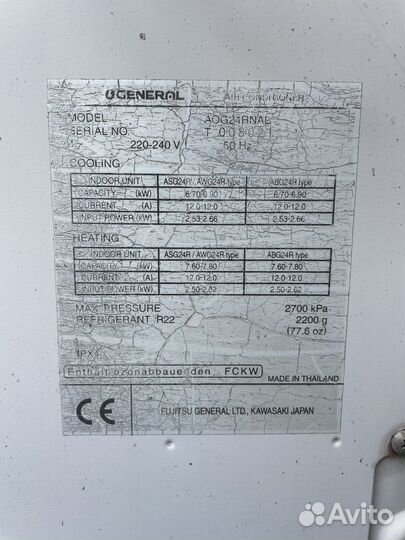 GENERAL AIR CONDITIONER
MODEL AOG24RNAL
SERIAL NO. T 008021
1~ 220-240 V 50 Hz
COOLING
INDOOR UNIT ASG24R / AWG24R type ABG24R type
CAPACITY (kW) 6.70-6.90 6.70-6.90
CURRENT (A) 12.0-12.0 12.0-12.0
INPUT POWER (kW) 2.53-2.66 2.53-2.66
HEATING
INDOOR UNIT ASG24R / AWG24R type ABG24R type
CAPACITY (kW) 7.60-7.80 7.60-7.80
CURRENT (A) 12.0-12.0 12.0-12.0
INPUT POWER (kW) 2.50-2.62 2.50-2.62
MAX. PRESSURE 2700 kPa
REFRIGERANT R22 2200 g
(77.6 oz)
IPX4
Enthält ozonabbauenden FCKW
MADE IN THAILAND
CE FUJITSU GENERAL LTD., KAWASAKI JAPAN
Avito